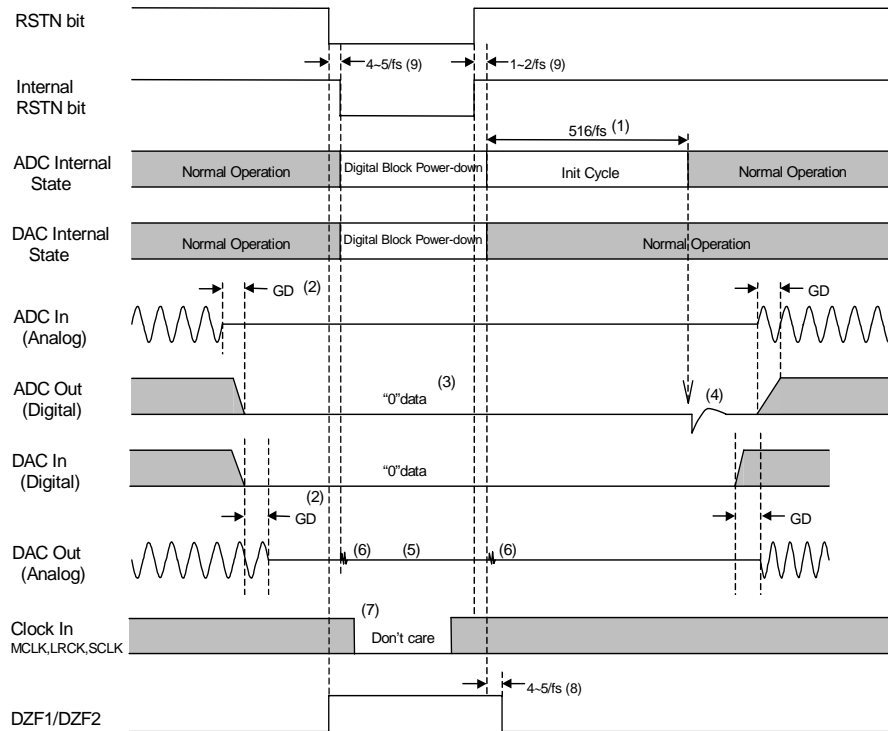 RSTN bit
4~5/fs (9)
1~2/fs (9)
Internal
RSTN bit
516/fs (1)
ADC Internal
State
Normal Operation
Digital Block Power-down
Init Cycle
Normal Operation
DAC Internal
State
Normal Operation
Digital Block Power-down
Normal Operation
GD (2)
GD
ADC In
(Analog)
ADC Out
(Digital)
“0”data (3)
(4)
DAC In
(Digital)
“0”data
(2)
GD
GD
DAC Out
(Analog)
(6)
(5)
(6)
(7)
Clock In
MCLK,LRCK,SCLK
Don’t care
4~5/fs (8)
DZF1/DZF2